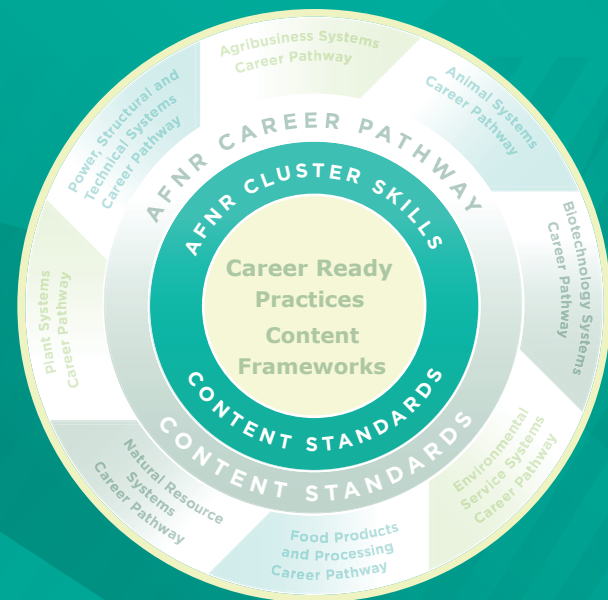 Agribusiness Systems
Career Pathway
Animal Systems
Career Pathway
Biotechnology Systems
Career Pathway
Environmental
Service Systems
Career Pathway
Food Products
and Processing
Career Pathway
Natural Resource
Systems
Career Pathway
Plant Systems
Career Pathway
Power, Structural and
Technical Systems
Career Pathway
AFNR CAREER PATHWAY
CONTENT STANDARDS
AFNR CLUSTER SKILLS
CONTENT STANDARDS
Career Ready
Practices
Content
Frameworks